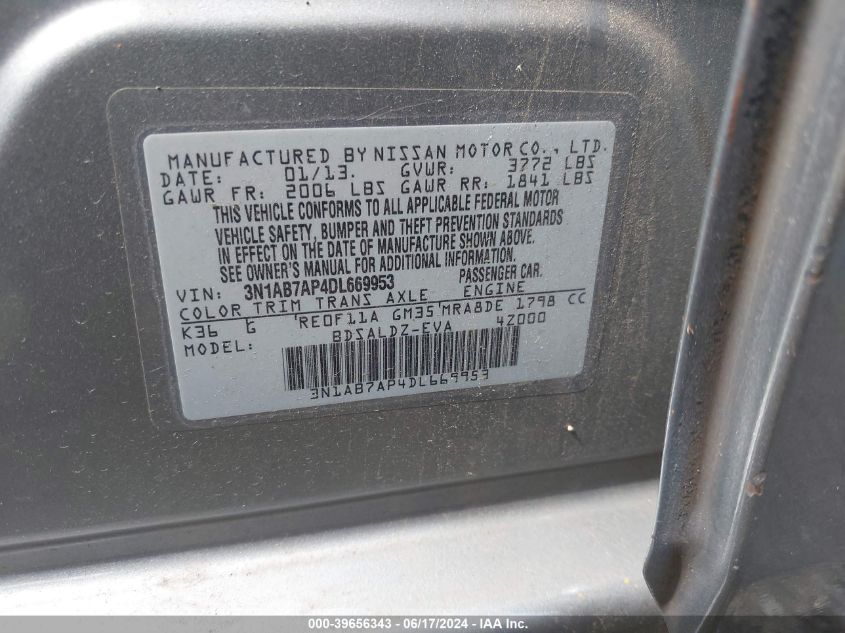 MANUFACTURED BY NISSAN MOTOR CO., LTD.
DATE: 01/13. GVWR: 3772 LBS
GAWR FR: 2006 LBS GAWR RR: 1841 LBS
THIS VEHICLE CONFORMS TO ALL APPLICABLE FEDERAL MOTOR
VEHICLE SAFETY, BUMPER AND THEFT PREVENTION STANDARDS
IN EFFECT ON THE DATE OF MANUFACTURE SHOWN ABOVE.
SEE OWNER'S MANUAL FOR ADDITIONAL INFORMATION.
VIN: 3N1AB7AP4DL669953 PASSENGER CAR.
COLOR TRIM TRANS AXLE ENGINE
K36 G RE0F11A GM35 MRA8DE 1798 CC
MODEL: BDSALDZ-EVA 4Z000
3N1AB7AP4DL669953
000-39656343 - 06/17/2024 - IAA Inc.